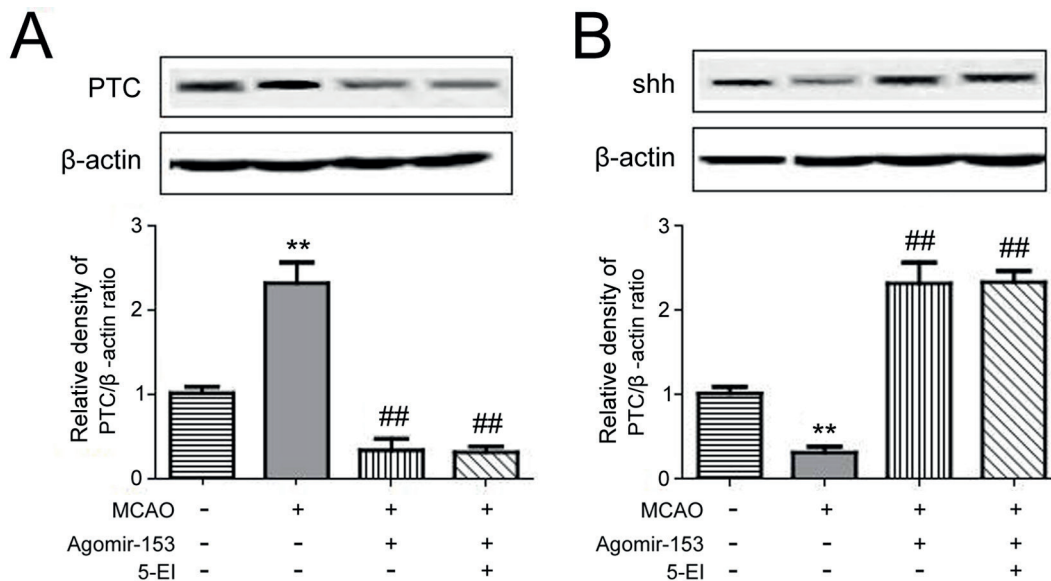 A
PTC
β-actin
Relative density of
PTC/β -actin ratio
3
2
1
0
**
##
##
MCAO - + + +
Agomir-153 - - + +
5-EI - - - +
B
shh
β-actin
Relative density of
PTC/β -actin ratio
3
2
1
0
**
##
##
MCAO - + + +
Agomir-153 - - + +
5-EI - - - +